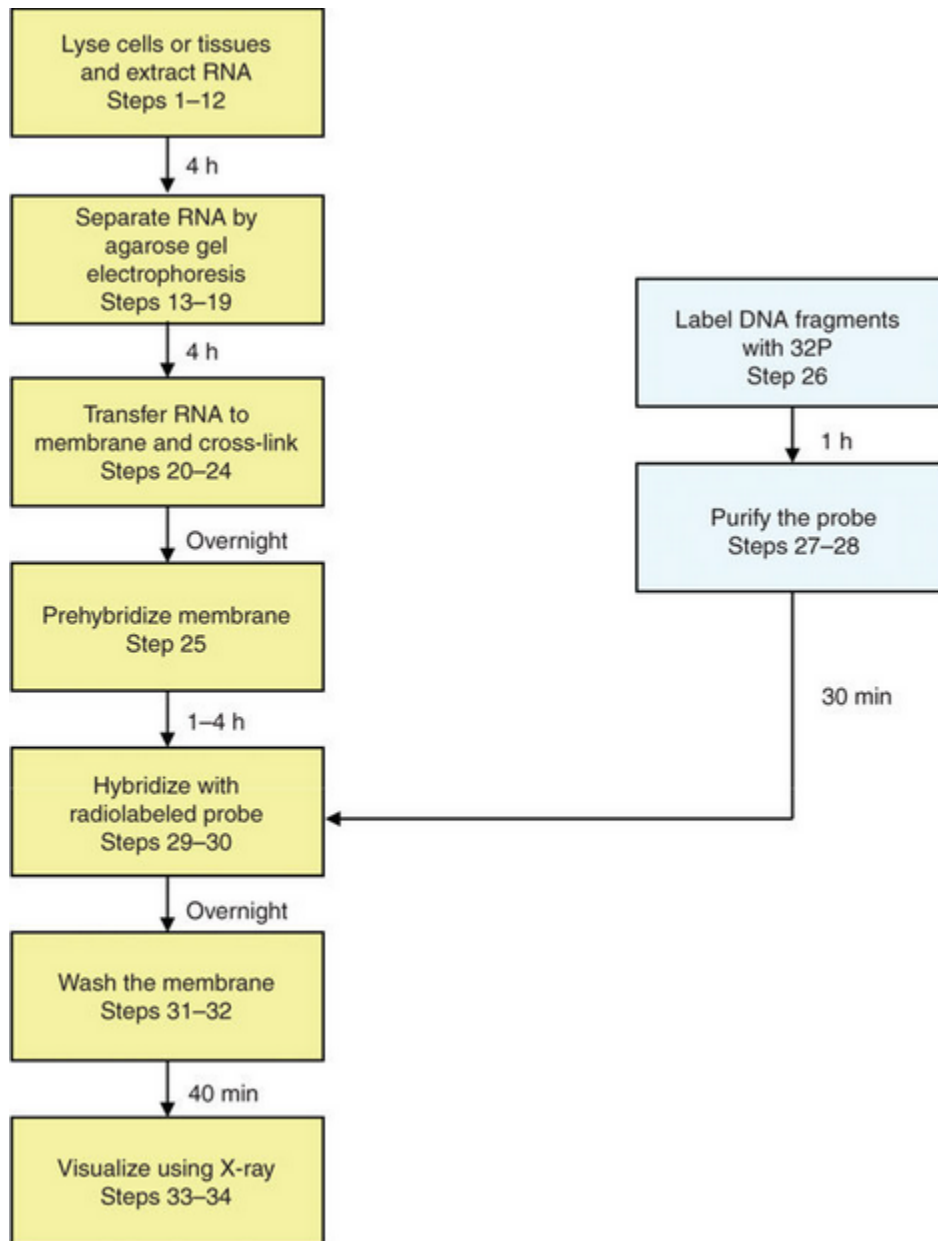 Lyse cells or tissues
and extract RNA
Steps 1–12
4 h
Separate RNA by
agarose gel
electrophoresis
Steps 13–19
4 h
Transfer RNA to
membrane and cross-link
Steps 20–24
Overnight
Prehybridize membrane
Step 25
1–4 h
Label DNA fragments
with 32P
Step 26
1 h
Purify the probe
Steps 27–28
30 min
Hybridize with
radiolabeled probe
Steps 29–30
Overnight
Wash the membrane
Steps 31–32
40 min
Visualize using X-ray
Steps 33–34